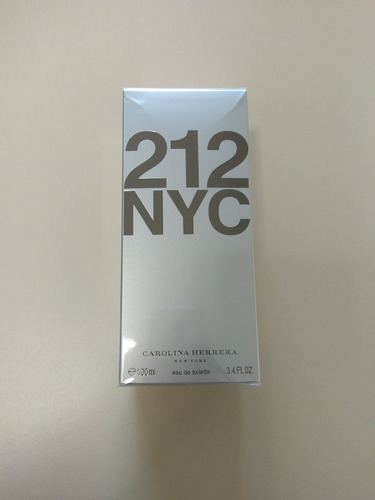 212
NYC
CAROLINA HERRERA
NEW YORK
℮ 100 ml eau de toilette 3.4 FL.OZ